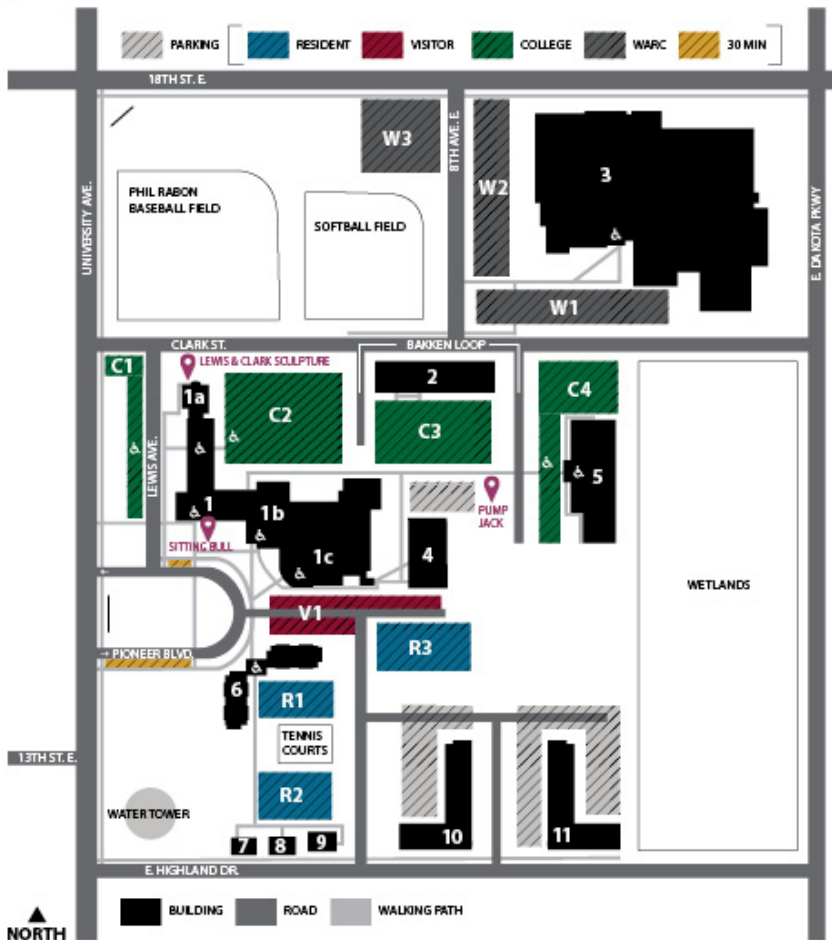 PARKING
RESIDENT
VISITOR
COLLEGE
WARC
30 MIN
18TH ST. E.
W3
8TH AVE. E.
W2
3
UNIVERSITY AVE.
PHIL RABON
BASEBALL FIELD
SOFTBALL FIELD
E. DAKOTA PKWY
W1
CLARK ST.
BAKKEN LOOP
C1
LEWIS & CLARK SCULPTURE
1a
2
C2
C3
C4
LEWIS AVE.
5
1
1b
PUMP
JACK
SITTING BULL
1c
4
WETLANDS
←
V1
R3
→ PIONEER BLVD.
6
R1
TENNIS
COURTS
13TH ST. E.
R2
WATER TOWER
7
8
9
10
11
E. HIGHLAND DR.
BUILDING
ROAD
WALKING PATH
NORTH